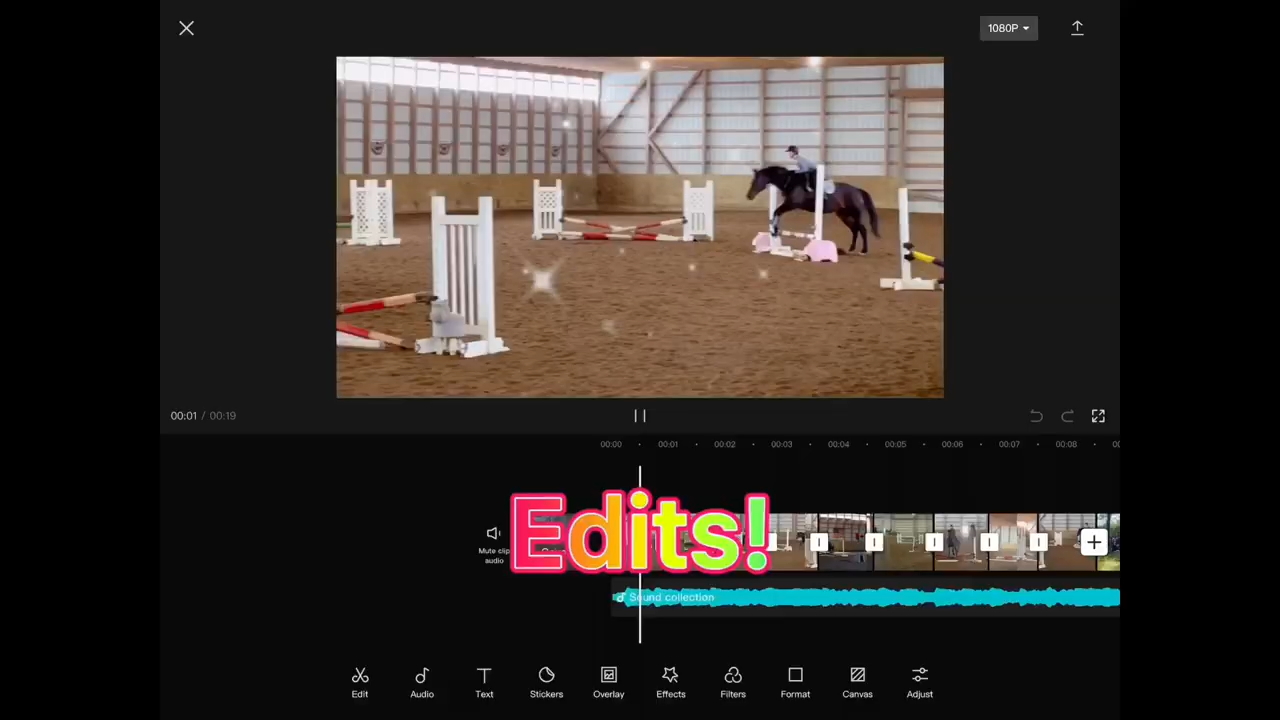 1080P
00:01 / 00:19
00:00 00:01 00:02 00:03 00:04 00:05 00:06 00:07 00:08
Edits!
Mute clip
audio
Sound collection
Edit Audio Text Stickers Overlay Effects Filters Format Canvas Adjust